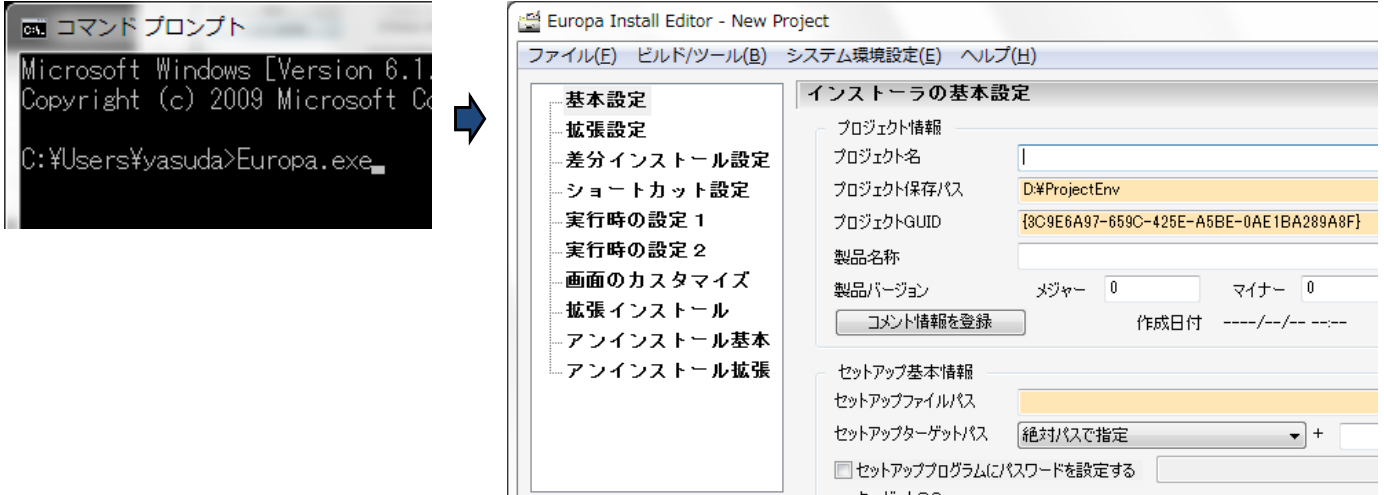 コマンド プロンプト
Microsoft Windows [Version 6.1.
Copyright (c) 2009 Microsoft Co
C:¥Users¥yasuda>Europa.exe
Europa Install Editor - New Project
ファイル(F) ビルド/ツール(B) システム環境設定(E) ヘルプ(H)
基本設定
拡張設定
差分インストール設定
ショートカット設定
実行時の設定１
実行時の設定２
画面のカスタマイズ
拡張インストール
アンインストール基本
アンインストール拡張
インストーラの基本設定
プロジェクト情報
プロジェクト名
プロジェクト保存パス D:¥ProjectEnv
プロジェクトGUID {3C9E6A97-659C-425E-A5BE-0AE1BA289A8F}
製品名称
製品バージョン メジャー 0 マイナー 0
コメント情報を登録 作成日付 ----/--/-- --:--
セットアップ基本情報
セットアップファイルパス
セットアップターゲットパス 絶対パスで指定 +
セットアッププログラムにパスワードを設定する